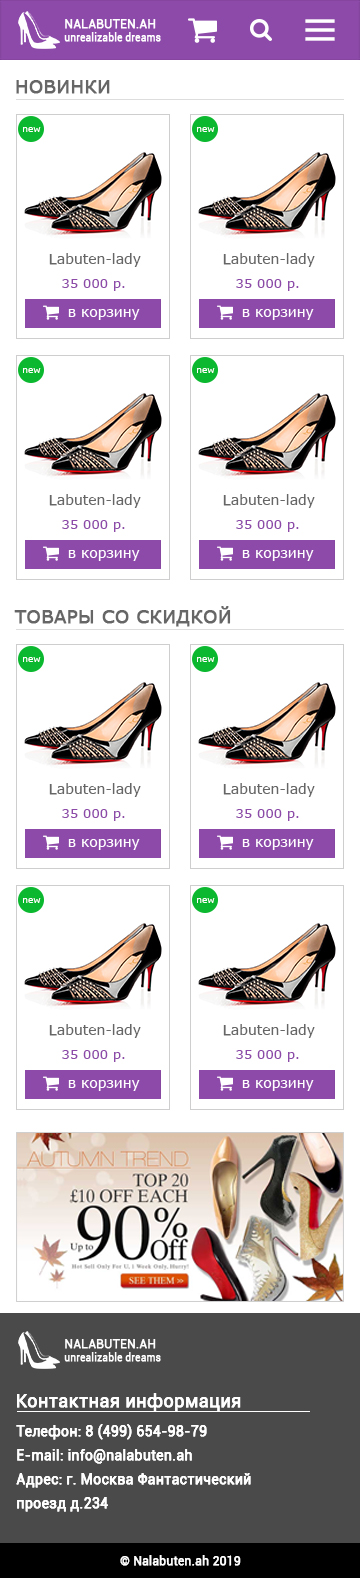 NALABUTEN.AH
unrealizable dreams
НОВИНКИ
new
new
Labuten-lady
Labuten-lady
35 000 р.
35 000 р.
в корзину
в корзину
new
new
Labuten-lady
Labuten-lady
35 000 р.
35 000 р.
в корзину
в корзину
ТОВАРЫ СО СКИДКОЙ
new
new
Labuten-lady
Labuten-lady
35 000 р.
35 000 р.
в корзину
в корзину
new
new
Labuten-lady
Labuten-lady
35 000 р.
35 000 р.
в корзину
в корзину
AUTUMN TREND
TOP 20
£10 OFF EACH
Up to 90% off
Hot Sell Only For U, 1 Week Only, Hurry!
SEE THEM >>
NALABUTEN.AH
unrealizable dreams
Контактная информация
Телефон: 8 (499) 654-98-79
E-mail: info@nalabuten.ah
Адрес: г. Москва Фантастический
проезд д.234
© Nalabuten.ah 2019